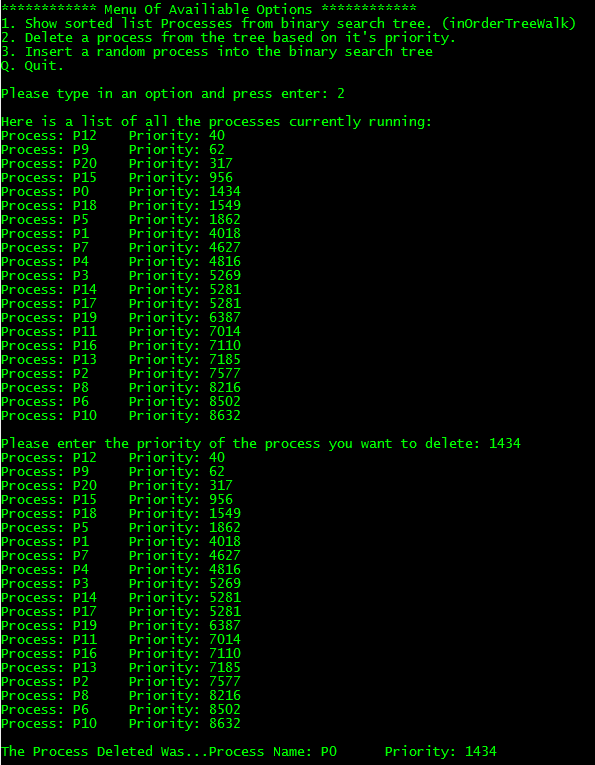 ************ Menu Of Availiable Options ************
1. Show sorted list Processes from binary search tree. (inOrderTreeWalk)
2. Delete a process from the tree based on it's priority.
3. Insert a random process into the binary search tree
Q. Quit.
Please type in an option and press enter: 2
Here is a list of all the processes currently running:
Process: P12    Priority: 40
Process: P9     Priority: 62
Process: P20    Priority: 317
Process: P15    Priority: 956
Process: P0     Priority: 1434
Process: P18    Priority: 1549
Process: P5     Priority: 1862
Process: P1     Priority: 4018
Process: P7     Priority: 4627
Process: P4     Priority: 4816
Process: P3     Priority: 5269
Process: P14    Priority: 5281
Process: P17    Priority: 5281
Process: P19    Priority: 6387
Process: P11    Priority: 7014
Process: P16    Priority: 7110
Process: P13    Priority: 7185
Process: P2     Priority: 7577
Process: P8     Priority: 8216
Process: P6     Priority: 8502
Process: P10    Priority: 8632
Please enter the priority of the process you want to delete: 1434
Process: P12    Priority: 40
Process: P9     Priority: 62
Process: P20    Priority: 317
Process: P15    Priority: 956
Process: P18    Priority: 1549
Process: P5     Priority: 1862
Process: P1     Priority: 4018
Process: P7     Priority: 4627
Process: P4     Priority: 4816
Process: P3     Priority: 5269
Process: P14    Priority: 5281
Process: P17    Priority: 5281
Process: P19    Priority: 6387
Process: P11    Priority: 7014
Process: P16    Priority: 7110
Process: P13    Priority: 7185
Process: P2     Priority: 7577
Process: P8     Priority: 8216
Process: P6     Priority: 8502
Process: P10    Priority: 8632
The Process Deleted Was...Process Name: P0      Priority: 1434